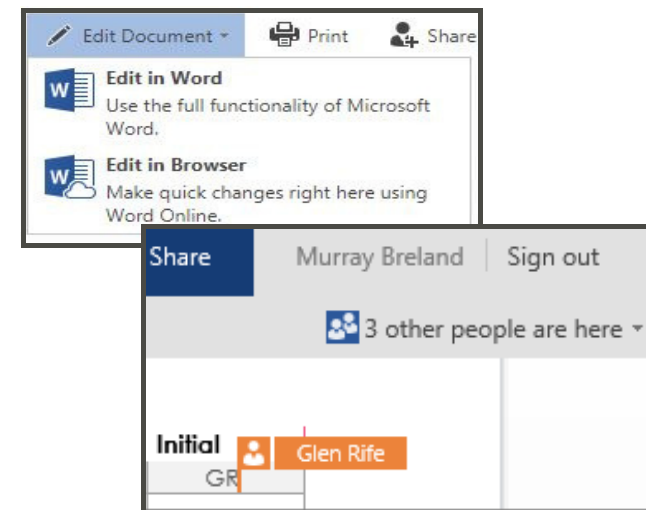 Edit Document Print Share
Edit in Word
Use the full functionality of Microsoft
Word.
Edit in Browser
Make quick changes right here using
Word Online.
Share Murray Breland Sign out
3 other people are here
Initial
Glen Rife
GR